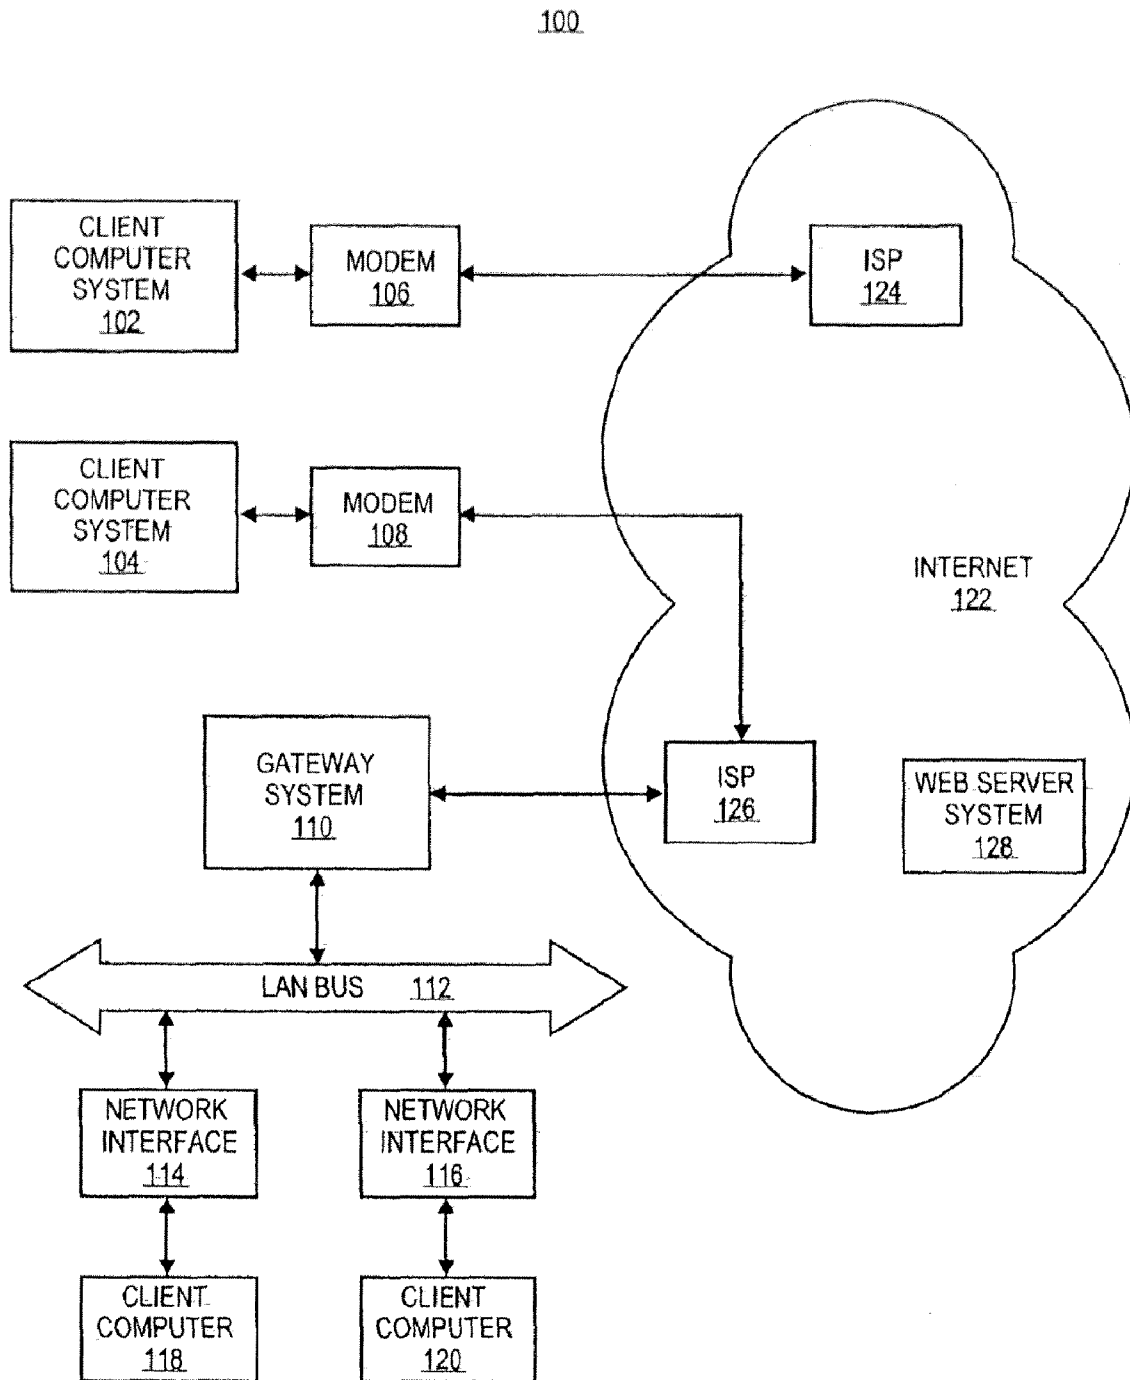 100
CLIENT
COMPUTER
SYSTEM
102
MODEM
106
ISP
124
CLIENT
COMPUTER
SYSTEM
104
MODEM
108
INTERNET
122
GATEWAY
SYSTEM
110
ISP
126
WEB SERVER
SYSTEM
128
LAN BUS 112
NETWORK
INTERFACE
114
NETWORK
INTERFACE
116
CLIENT
COMPUTER
118
CLIENT
COMPUTER
120